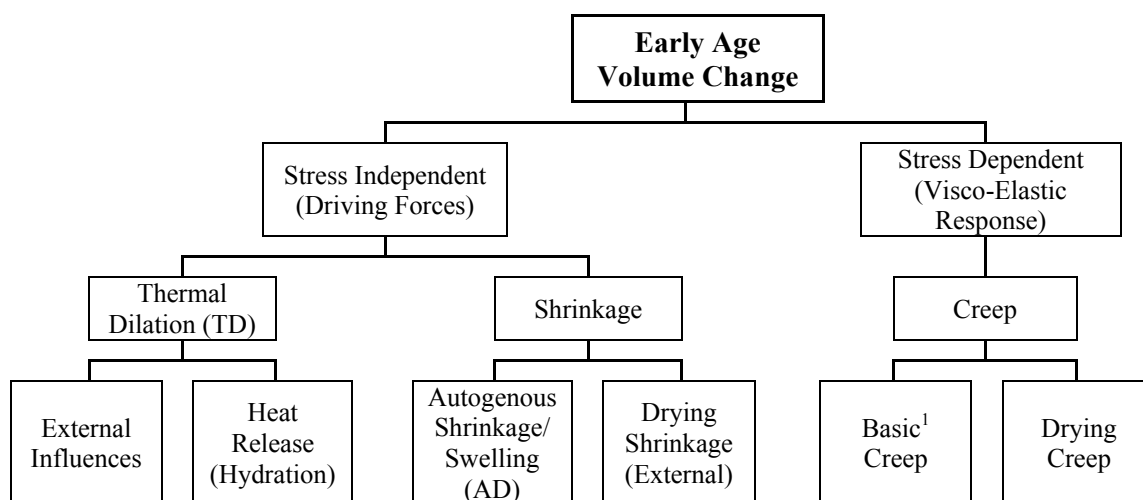 Early Age
Volume Change
Stress Independent
(Driving Forces)
Stress Dependent
(Visco-Elastic
Response)
Thermal
Dilation (TD)
Shrinkage
Creep
External
Influences
Heat
Release
(Hydration)
Autogenous
Shrinkage/
Swelling
(AD)
Drying
Shrinkage
(External)
Basic¹
Creep
Drying
Creep